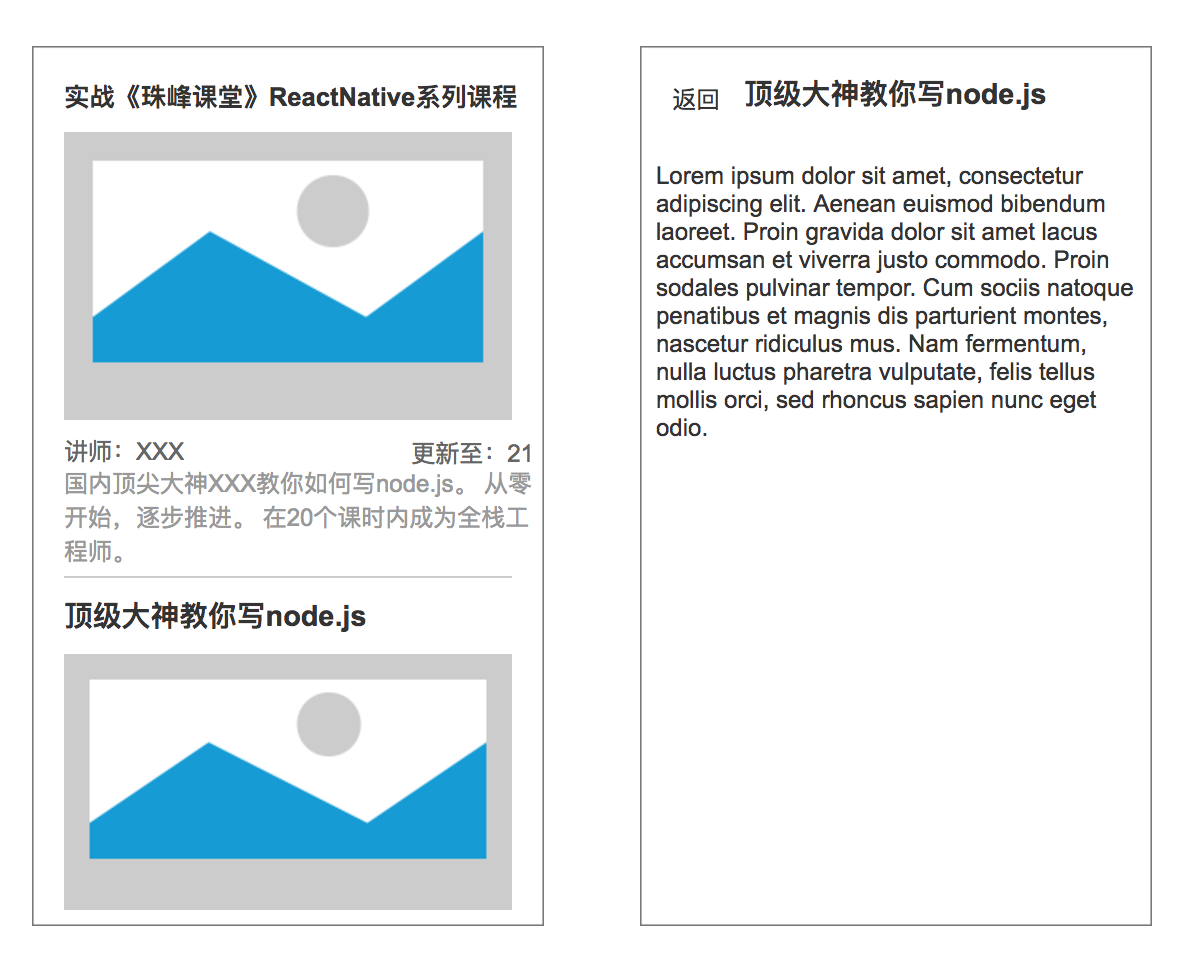 实战《珠峰课堂》ReactNative系列课程
讲师：XXX
更新至：21
国内顶尖大神XXX教你如何写node.js。 从零
开始，逐步推进。 在20个课时内成为全栈工
程师。
顶级大神教你写node.js
返回
顶级大神教你写node.js
Lorem ipsum dolor sit amet, consectetur
adipiscing elit. Aenean euismod bibendum
laoreet. Proin gravida dolor sit amet lacus
accumsan et viverra justo commodo. Proin
sodales pulvinar tempor. Cum sociis natoque
penatibus et magnis dis parturient montes,
nascetur ridiculus mus. Nam fermentum,
nulla luctus pharetra vulputate, felis tellus
mollis orci, sed rhoncus sapien nunc eget
odio.